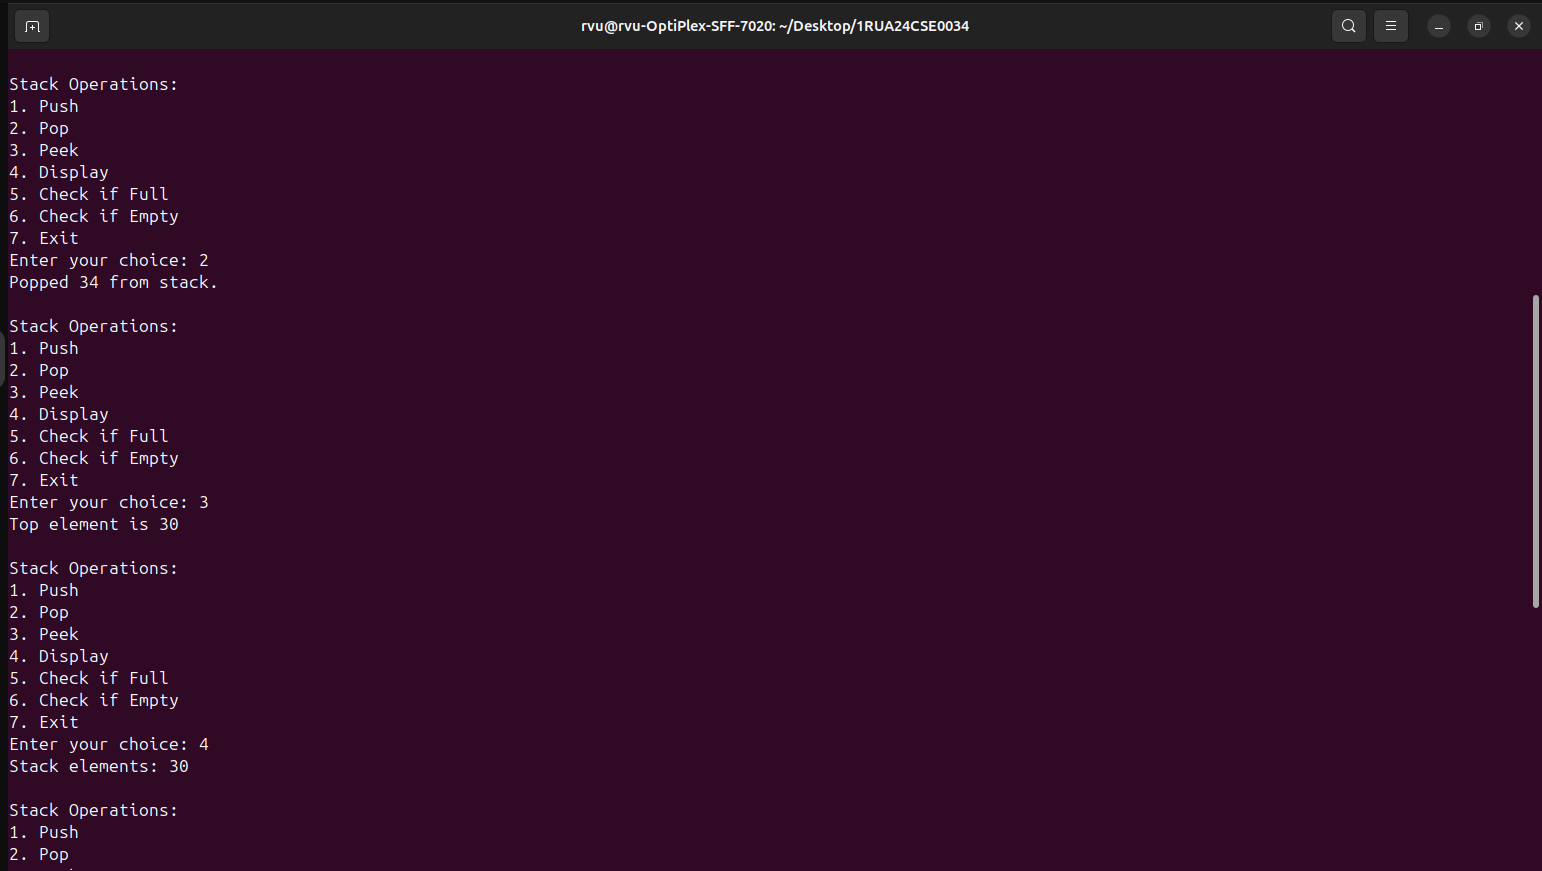 rvu@rvu-OptiPlex-SFF-7020: ~/Desktop/1RUA24CSE0034
Stack Operations:
1. Push
2. Pop
3. Peek
4. Display
5. Check if Full
6. Check if Empty
7. Exit
Enter your choice: 2
Popped 34 from stack.
Stack Operations:
1. Push
2. Pop
3. Peek
4. Display
5. Check if Full
6. Check if Empty
7. Exit
Enter your choice: 3
Top element is 30
Stack Operations:
1. Push
2. Pop
3. Peek
4. Display
5. Check if Full
6. Check if Empty
7. Exit
Enter your choice: 4
Stack elements: 30
Stack Operations:
1. Push
2. Pop